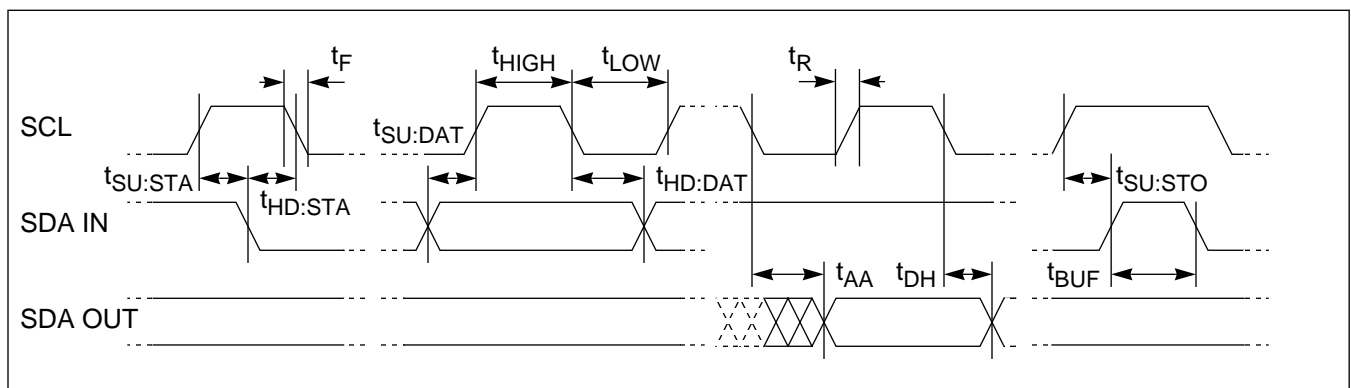 tF
tHIGH
tLOW
tR
SCL
tSU:DAT
tSU:STA
tHD:STA
tHD:DAT
tSU:STO
SDA IN
tAA
tDH
tBUF
SDA OUT